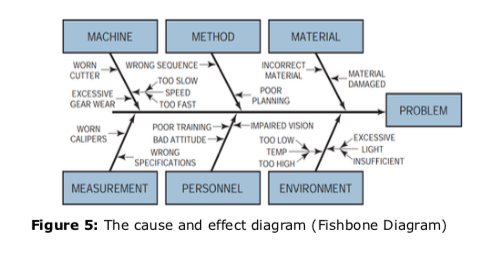 MACHINE
METHOD
MATERIAL
WORN
CUTTER
WRONG SEQUENCE
TOO SLOW
SPEED
TOO FAST
EXCESSIVE
GEAR WEAR
INCORRECT
MATERIAL
MATERIAL
DAMAGED
POOR
PLANNING
PROBLEM
WORN
CALIPERS
POOR TRAINING
BAD ATTITUDE
WRONG
SPECIFICATIONS
IMPAIRED VISION
TOO LOW
TEMP
TOO HIGH
EXCESSIVE
LIGHT
INSUFFICIENT
MEASUREMENT
PERSONNEL
ENVIRONMENT
Figure 5: The cause and effect diagram (Fishbone Diagram)